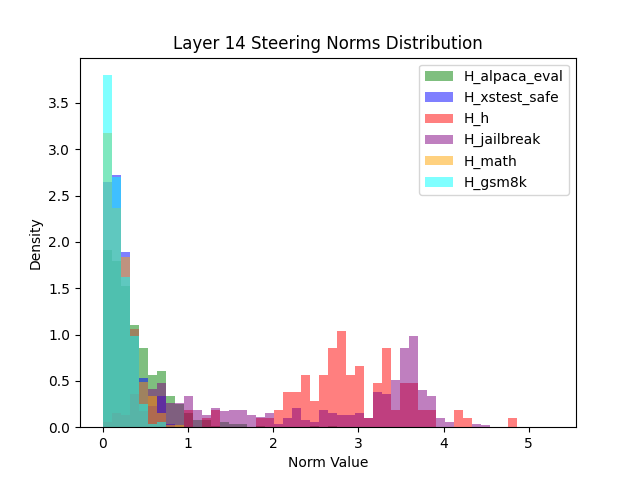 Layer 14 Steering Norms Distribution
H_alpaca_eval
H_xstest_safe
H_h
H_jailbreak
H_math
H_gsm8k
3.5
3.0
2.5
2.0
1.5
1.0
0.5
0.0
Density
0 1 2 3 4 5
Norm Value